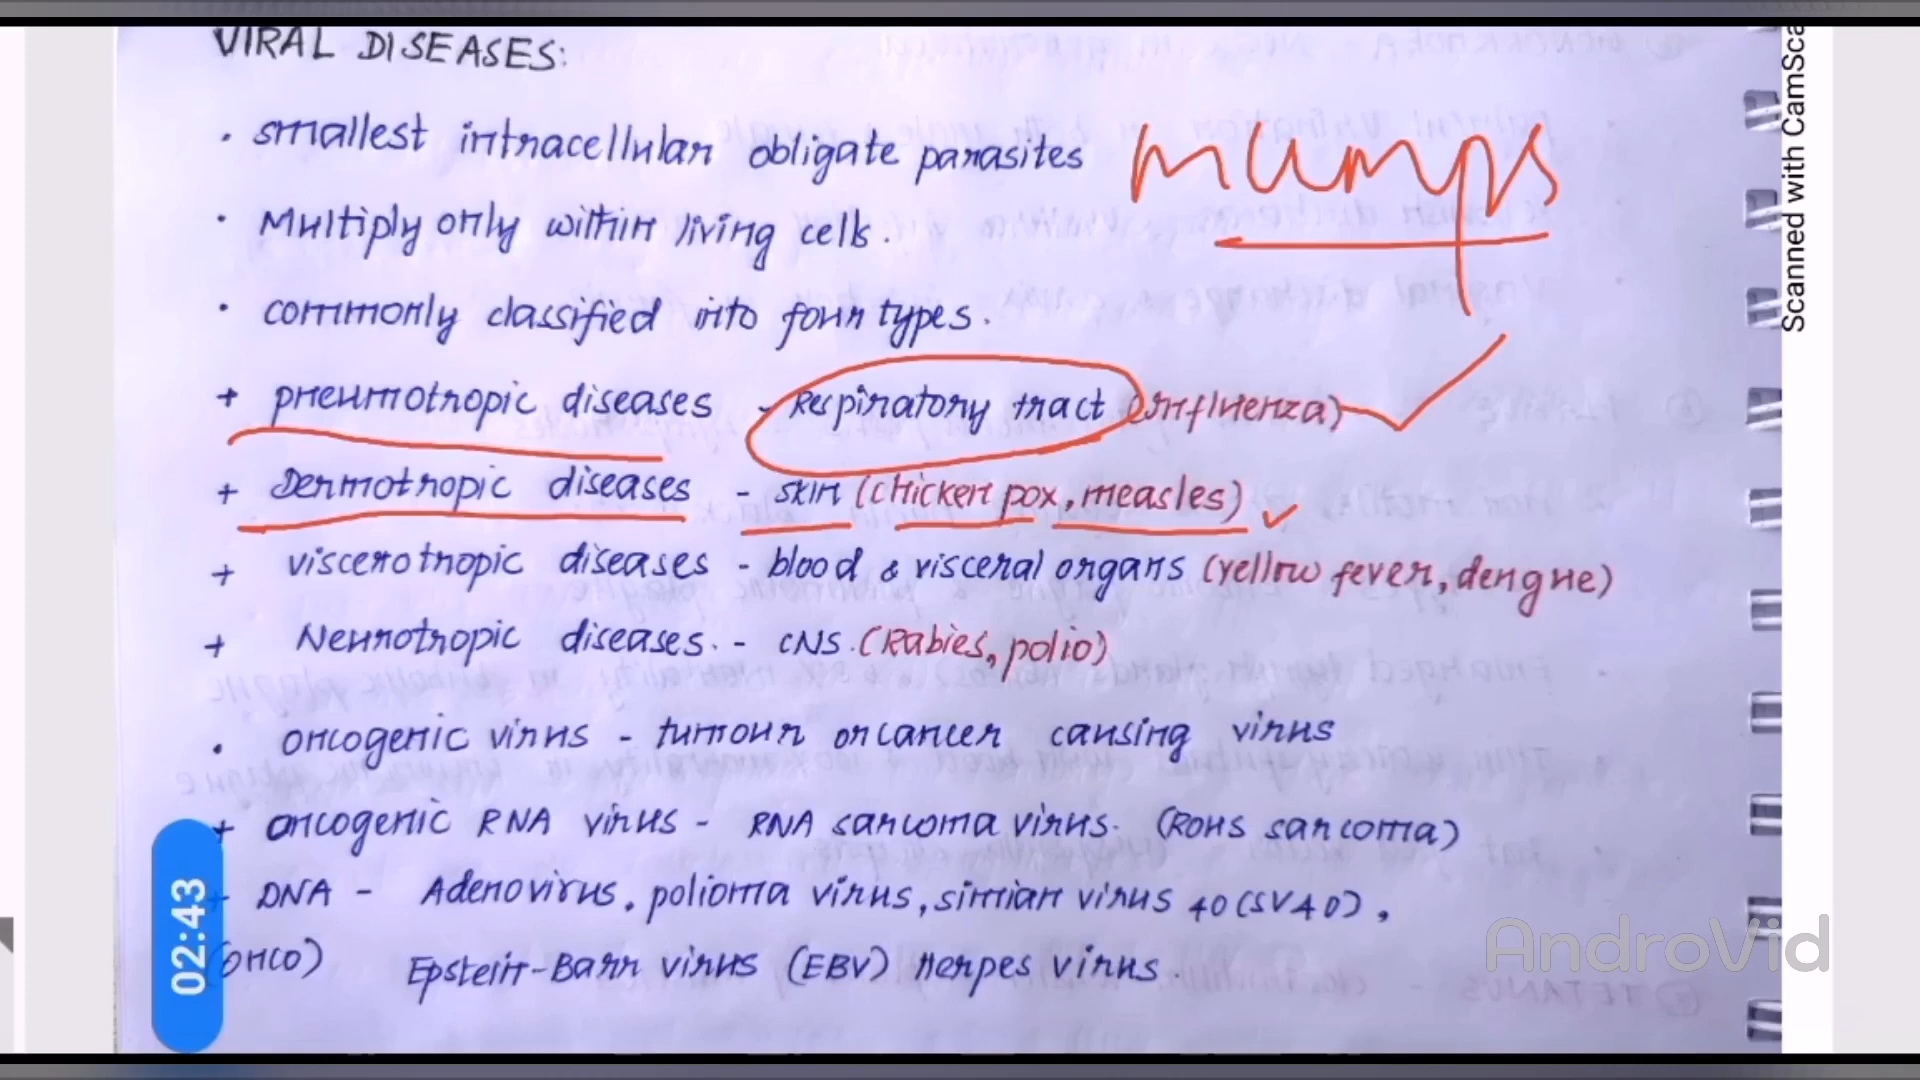 VIRAL DISEASES:
. smallest intracellular obligate parasites
mumps
. Multiply only within living cells.
. commonly classified into four types.
+ pneumotropic diseases - Respiratory tract (Influenza)
+ Dermotropic diseases - skin (chicken pox, measles)
+ viscerotropic diseases - blood & visceral organs (yellow fever, dengue)
+ Neurotropic diseases. - CNS. (Rabies, polio)
. oncogenic virus - tumour or cancer causing virus
+ oncogenic RNA virus - RNA sarcoma virus. (Rous sarcoma)
+ DNA - Adenovirus, polioma virus, simian virus 40 (SV40),
(onco) Epstein-Barr virus (EBV) Herpes virus.
02:43
Scanned with CamSca
AndroVid